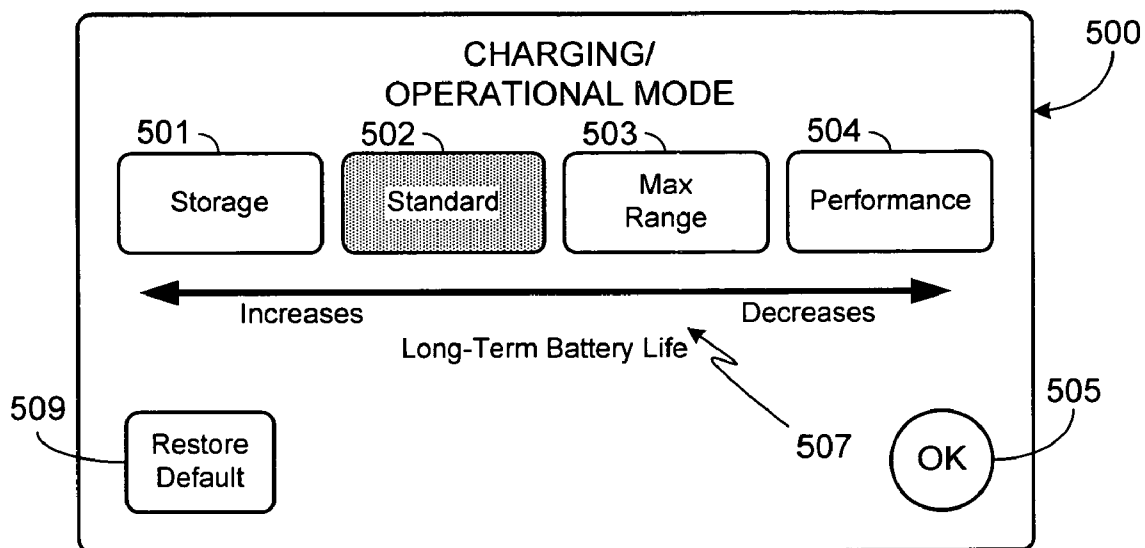 CHARGING/
OPERATIONAL MODE
500
501
502
503
504
Storage
Standard
Max
Range
Performance
Increases
Decreases
Long-Term Battery Life
507
509
Restore
Default
505
OK